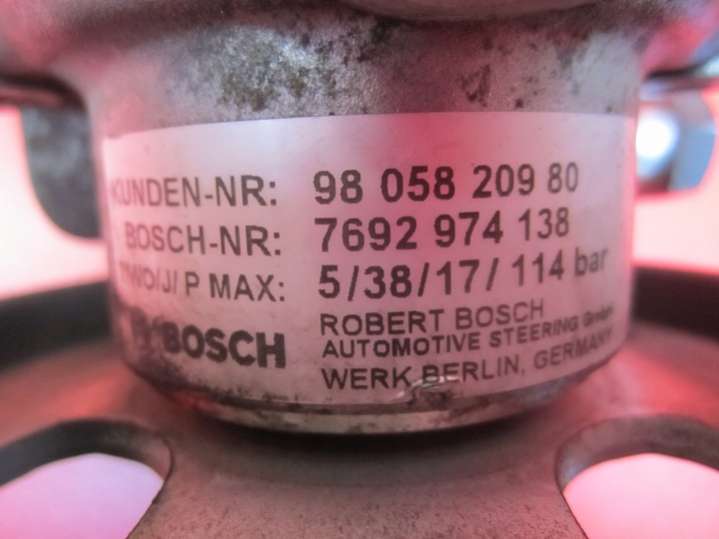 KUNDEN-NR: 98 058 209 80
BOSCH-NR: 7692 974 138
P MAX: 5/38/17/ 114 bar
BOSCH
ROBERT BOSCH
AUTOMOTIVE STEERING GmbH
WERK BERLIN, GERMANY